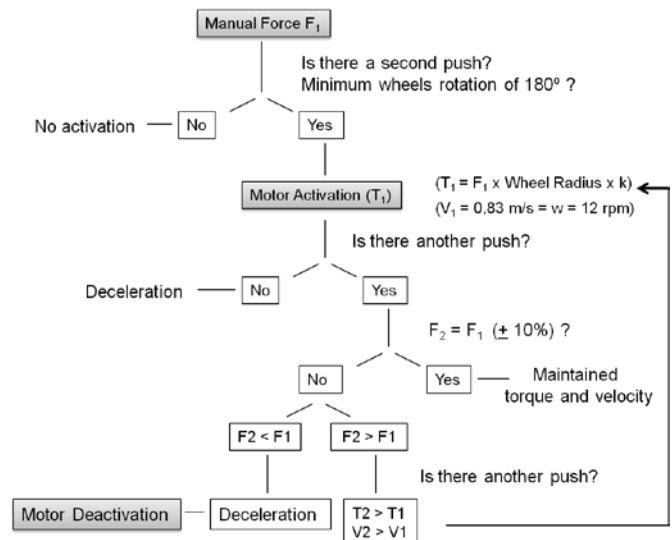 Manual Force F₁
Is there a second push?
Minimum wheels rotation of 180º ?
No activation
No
Yes
Motor Activation (T₁)
(T₁ = F₁ x Wheel Radius x k)
(V₁ = 0,83 m/s = w = 12 rpm)
Is there another push?
Deceleration
No
Yes
F₂ = F₁ (± 10%) ?
No
Yes
Maintained
torque and velocity
F2 < F1
F2 > F1
Is there another push?
Motor Deactivation
Deceleration
T2 > T1
V2 > V1